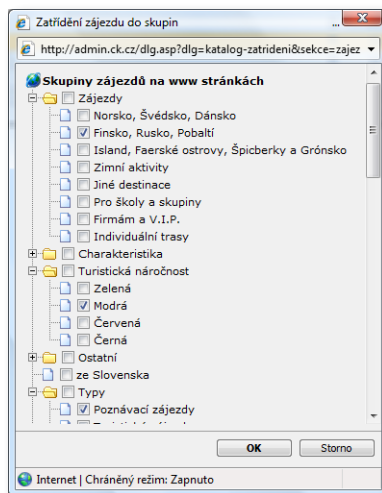 Zatřídění zájezdu do skupin
...
http://admin.ck.cz/dlg.asp?dlg=katalog-zatrideni&sekce=zajez
Skupiny zájezdů na www stránkách
Zájezdy
Norsko, Švédsko, Dánsko
Finsko, Rusko, Pobaltí
Island, Faerské ostrovy, Špicberky a Grónsko
Zimní aktivity
Jiné destinace
Pro školy a skupiny
Firmám a V.I.P.
Individuální trasy
Charakteristika
Turistická náročnost
Zelená
Modrá
Červená
Černá
Ostatní
ze Slovenska
Typy
Poznávací zájezdy
OK Storno
Internet | Chráněný režim: Zapnuto